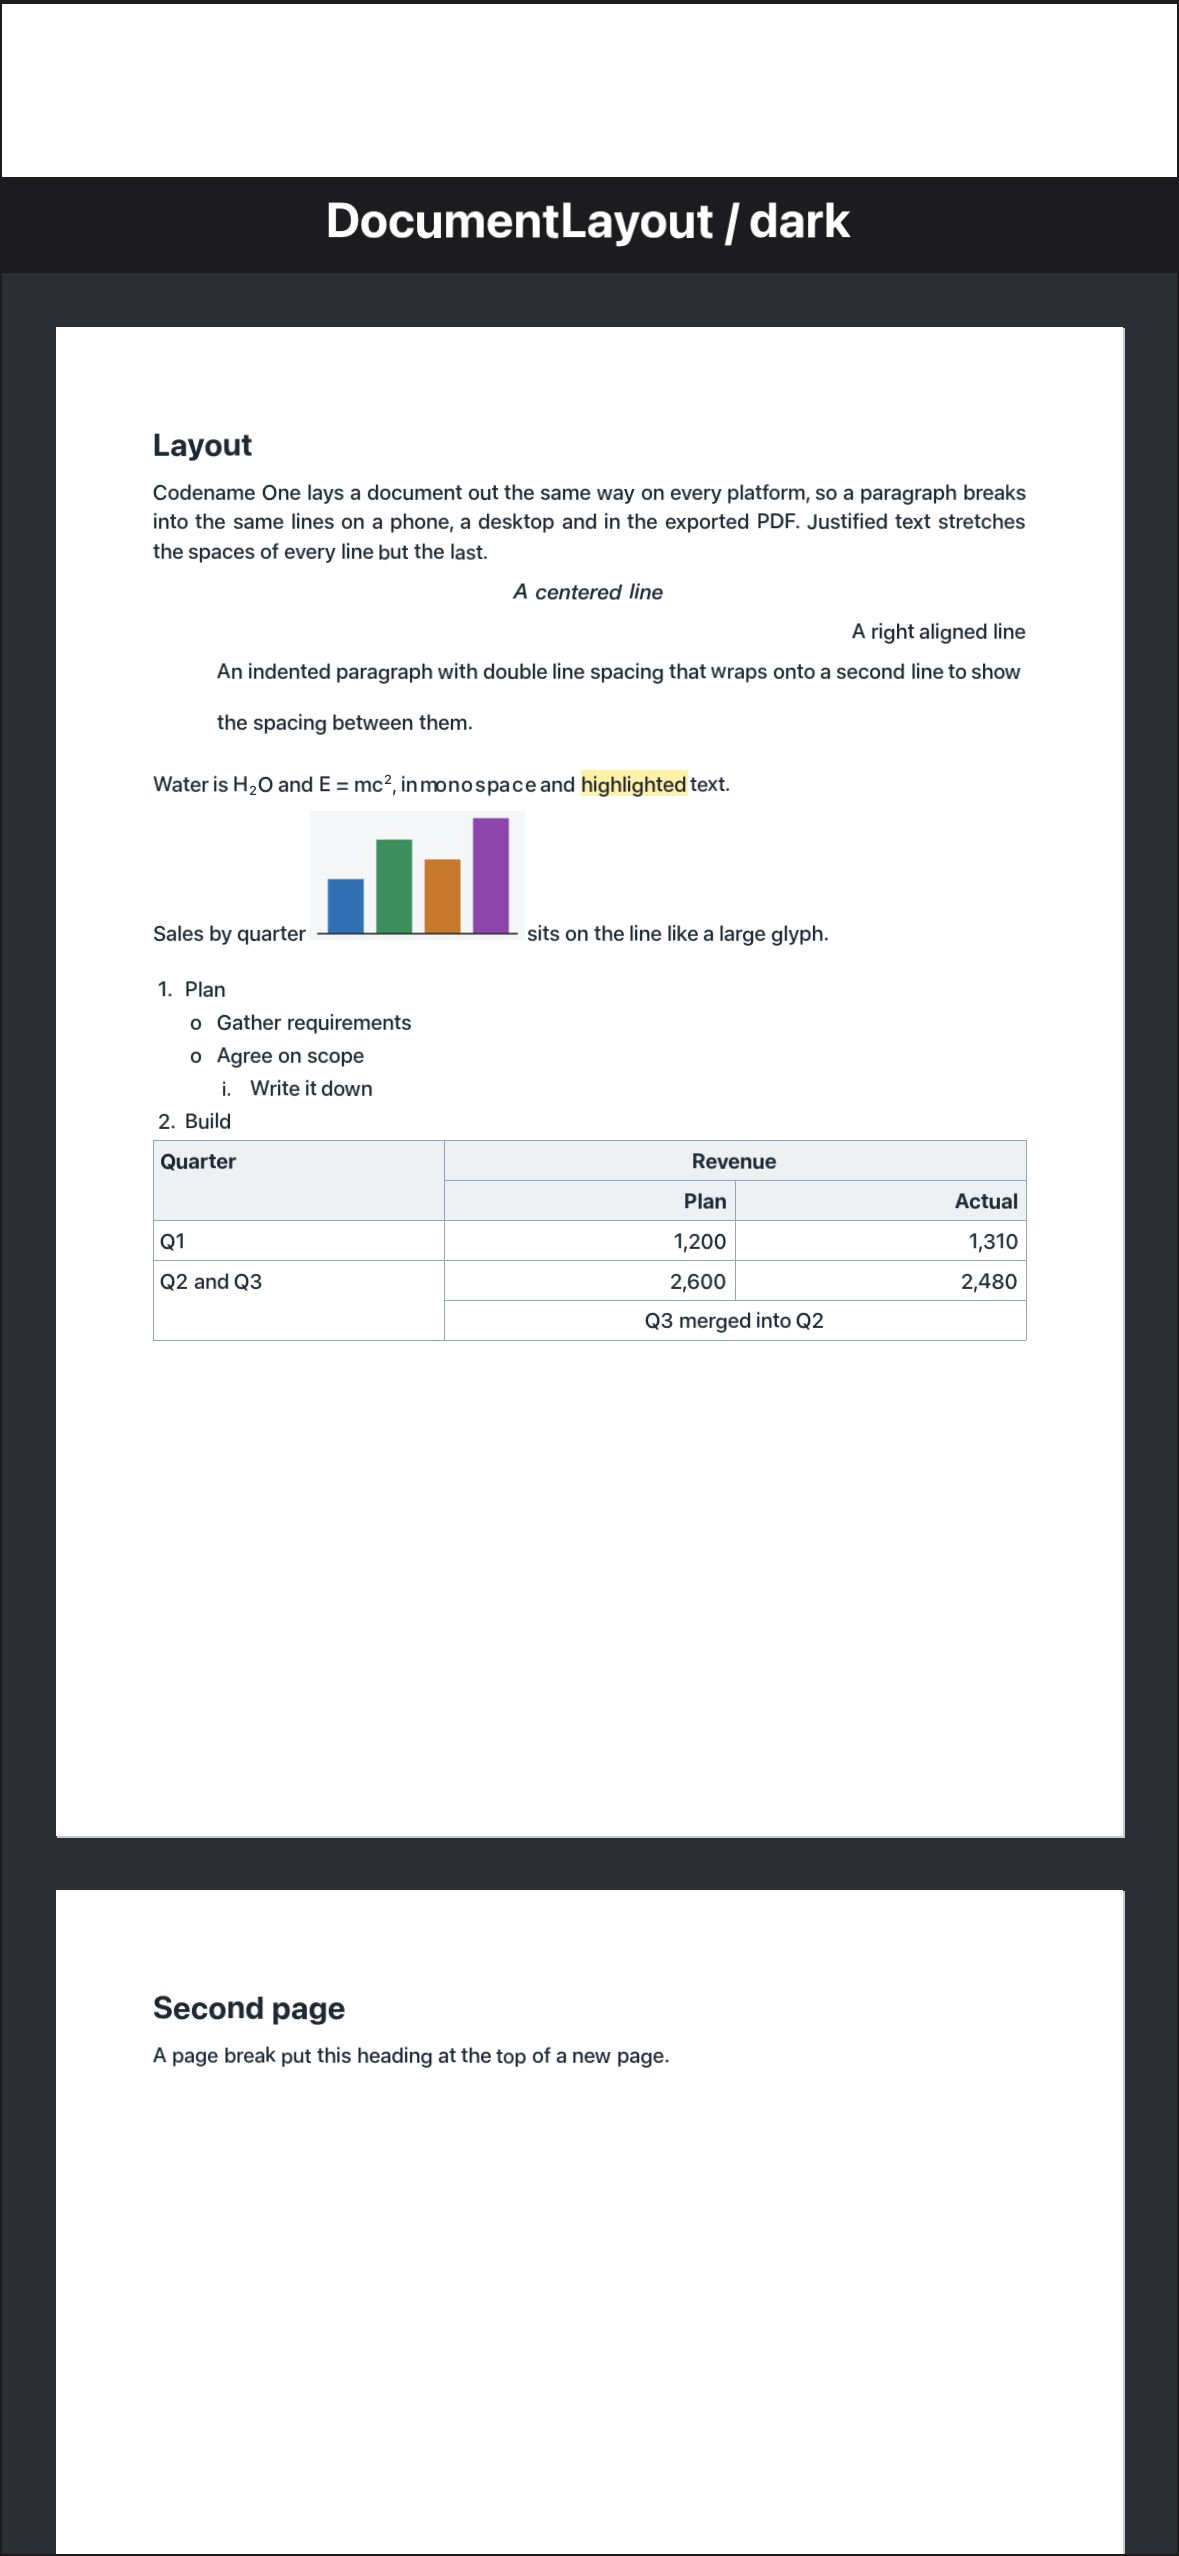 DocumentLayout / dark
Layout
Codename One lays a document out the same way on every platform, so a paragraph breaks
into the same lines on a phone, a desktop and in the exported PDF. Justified text stretches
the spaces of every line but the last.
A centered line
A right aligned line
An indented paragraph with double line spacing that wraps onto a second line to show
the spacing between them.
Water is H₂O and E = mc², in monospace and highlighted text.
Sales by quarter sits on the line like a large glyph.
1. Plan
o Gather requirements
o Agree on scope
i. Write it down
2. Build
Quarter Revenue
Plan Actual
Q1 1,200 1,310
Q2 and Q3 2,600 2,480
Q3 merged into Q2
Second page
A page break put this heading at the top of a new page.